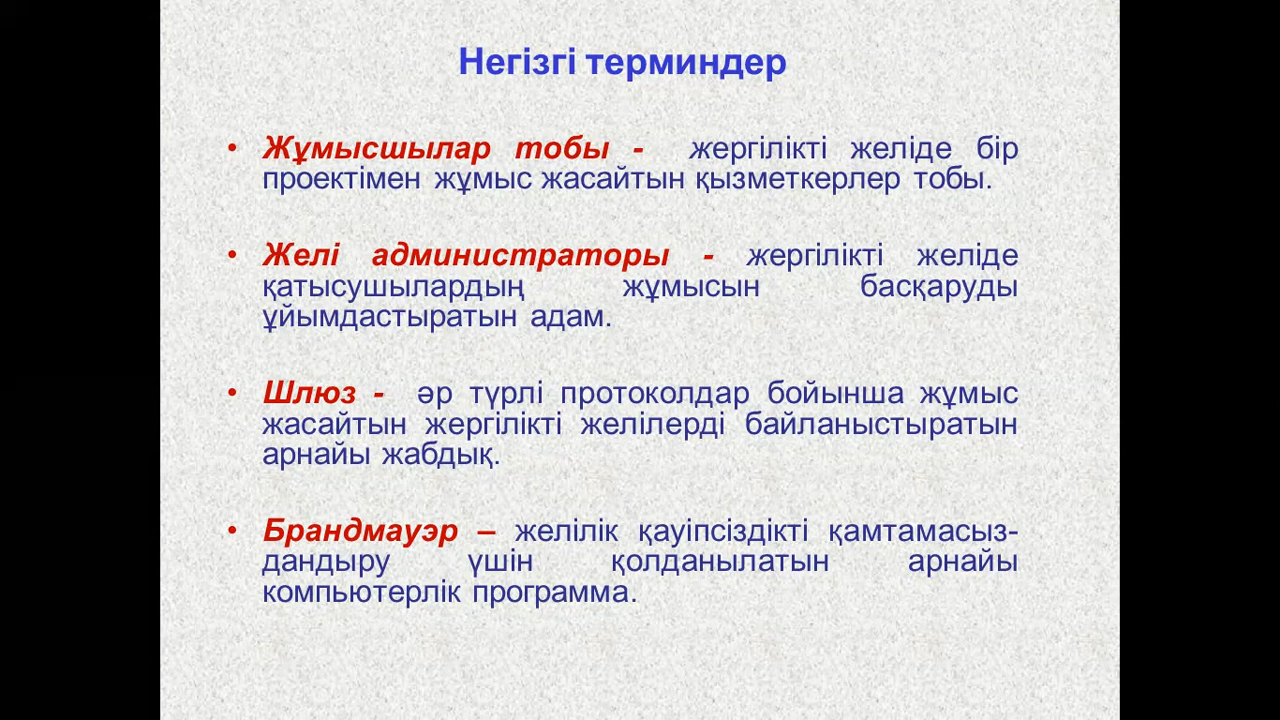 Негізгі терминдер
• Жұмысшылар тобы - жергілікті желіде бір
проектімен жұмыс жасайтын қызметкерлер тобы.
• Желі администраторы - жергілікті желіде
қатысушылардың жұмысын басқаруды
ұйымдастыратын адам.
• Шлюз - әр түрлі протоколдар бойынша жұмыс
жасайтын жергілікті желілерді байланыстыратын
арнайы жабдық.
• Брандмауэр – желілік қауіпсіздікті қамтамасыз-
дандыру үшін қолданылатын арнайы
компьютерлік программа.